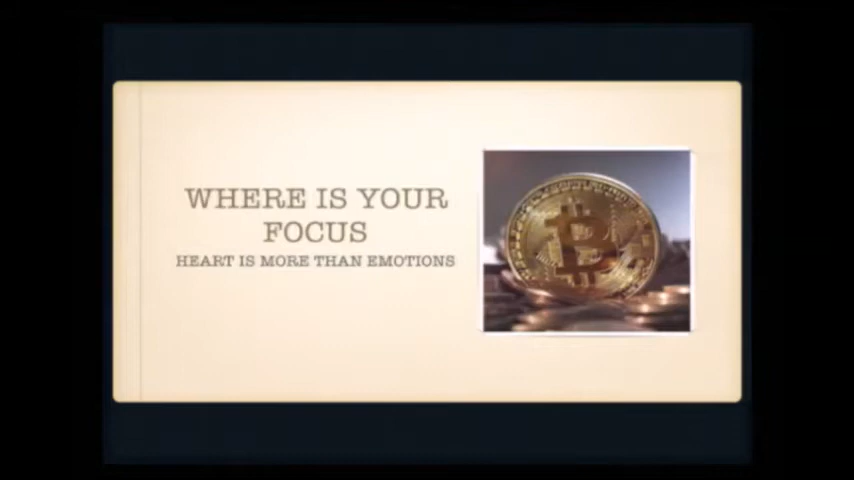 WHERE IS YOUR
FOCUS
HEART IS MORE THAN EMOTIONS